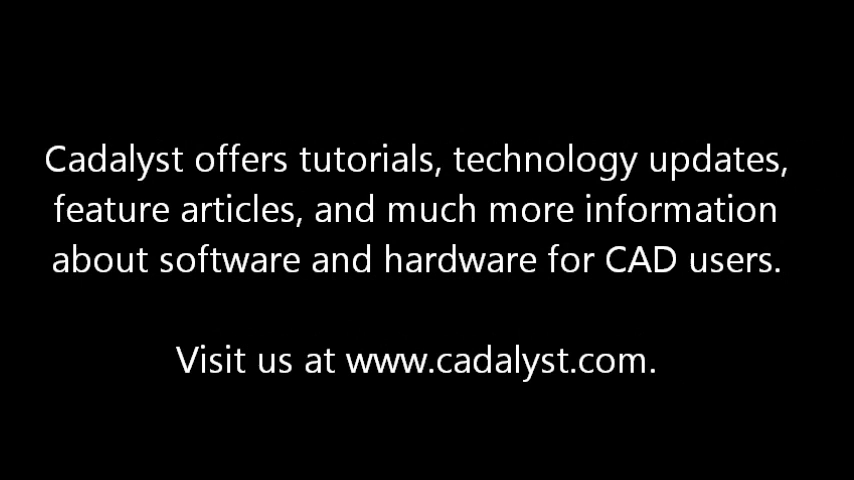 Cadalyst offers tutorials, technology updates,
feature articles, and much more information
about software and hardware for CAD users.
Visit us at www.cadalyst.com.